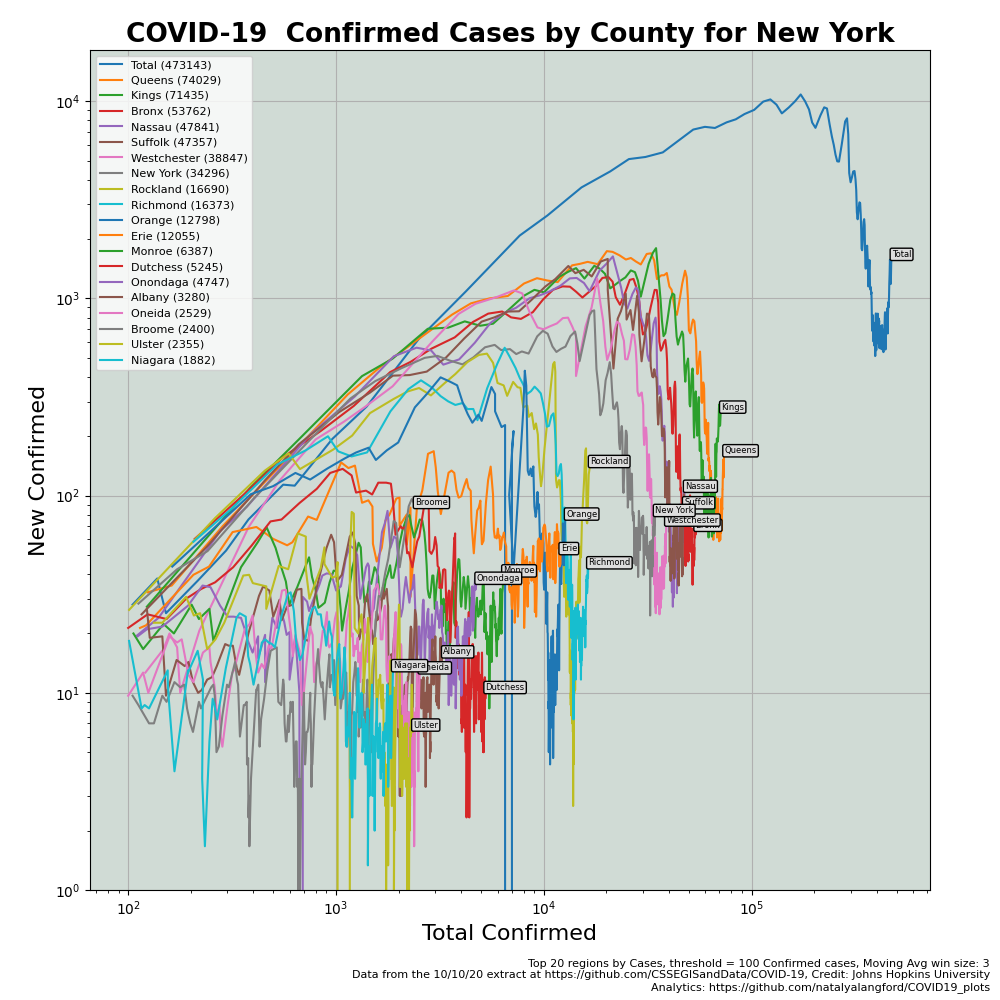 COVID-19  Confirmed Cases by County for New York
Total (473143)
Queens (74029)
Kings (71435)
Bronx (53762)
Nassau (47841)
Suffolk (47357)
Westchester (38847)
New York (34296)
Rockland (16690)
Richmond (16373)
Orange (12798)
Erie (12055)
Monroe (6387)
Dutchess (5245)
Onondaga (4747)
Albany (3280)
Oneida (2529)
Broome (2400)
Ulster (2355)
Niagara (1882)
10⁴
10³
10²
10¹
10⁰
New Confirmed
Total
Kings
Queens
Rockland
Nassau
Suffolk
New York
Westchester
Broome
Orange
Erie
Richmond
Monroe
Onondaga
Albany
Niagara
Oneida
Dutchess
Ulster
10² 10³ 10⁴ 10⁵
Total Confirmed
Top 20 regions by Cases, threshold = 100 Confirmed cases, Moving Avg win size: 3
Data from the 10/10/20 extract at https://github.com/CSSEGISandData/COVID-19, Credit: Johns Hopkins University
Analytics: https://github.com/natalyalangford/COVID19_plots